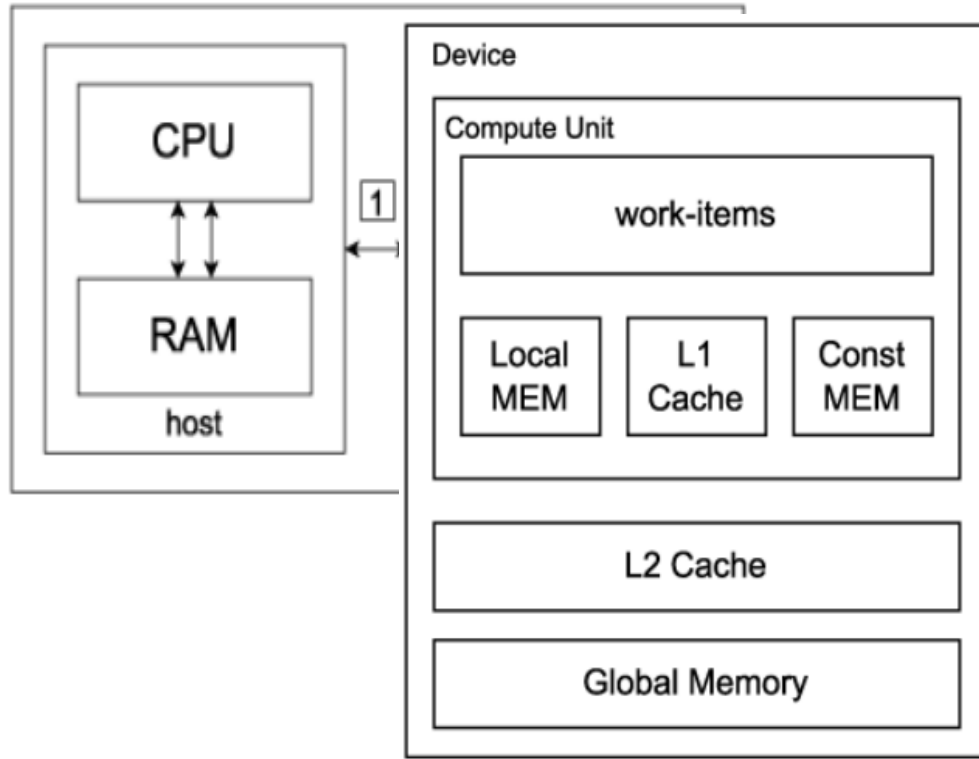 CPU
RAM
host
1
Device
Compute Unit
work-items
Local
MEM
L1
Cache
Const
MEM
L2 Cache
Global Memory